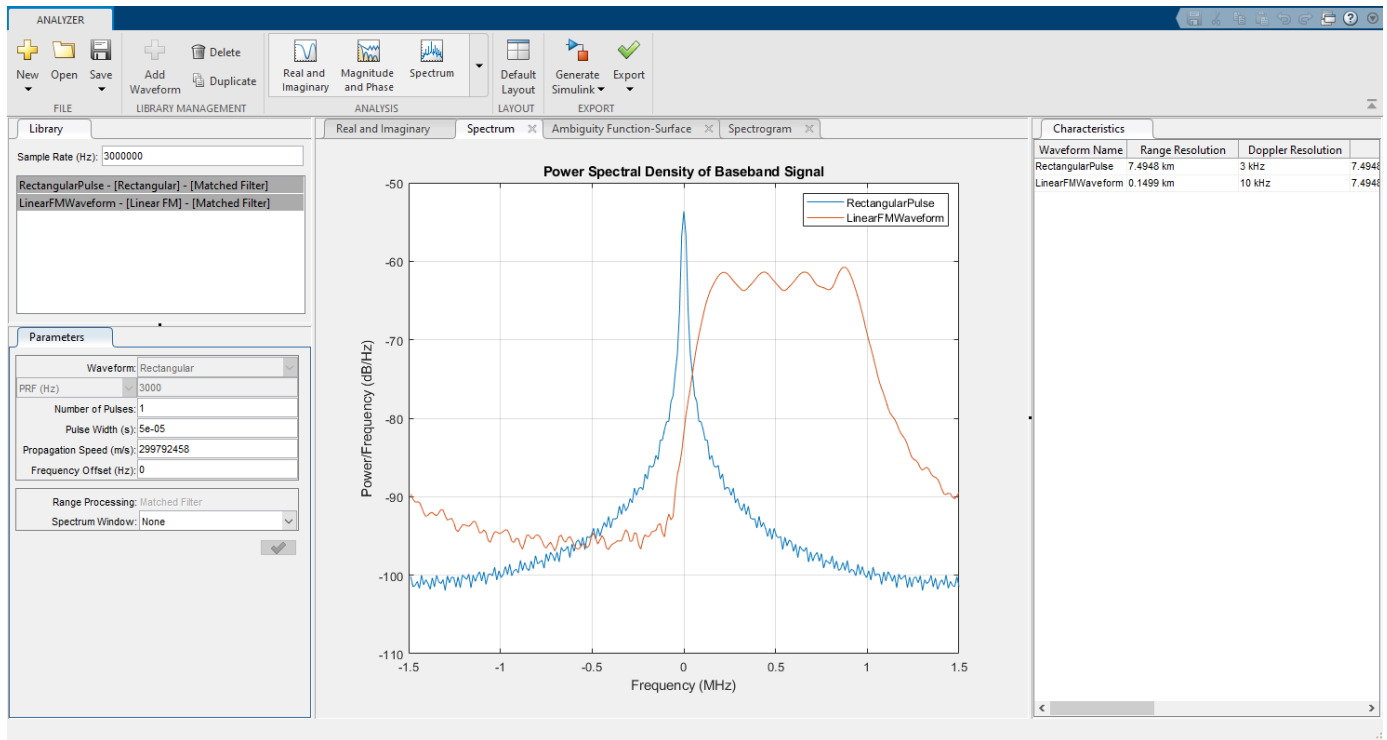 ANALYZER
New
Open
Save
FILE
Add Waveform
Delete
Duplicate
LIBRARY MANAGEMENT
Real and Imaginary
Magnitude and Phase
Spectrum
ANALYSIS
Default Layout
LAYOUT
Generate Simulink
Export
EXPORT
Library
Sample Rate (Hz): 3000000
RectangularPulse - [Rectangular] - [Matched Filter]
LinearFMWaveform - [Linear FM] - [Matched Filter]
Parameters
Waveform: Rectangular
PRF (Hz) 3000
Number of Pulses: 1
Pulse Width (s): 5e-05
Propagation Speed (m/s): 299792458
Frequency Offset (Hz): 0
Range Processing: Matched Filter
Spectrum Window: None
Real and Imaginary
Spectrum
Ambiguity Function-Surface
Spectrogram
Power Spectral Density of Baseband Signal
RectangularPulse
LinearFMWaveform
Power/Frequency (dB/Hz)
-50
-60
-70
-80
-90
-100
-110
-1.5 -1 -0.5 0 0.5 1 1.5
Frequency (MHz)
Characteristics
Waveform Name Range Resolution Doppler Resolution
RectangularPulse 7.4948 km 3 kHz 7.4948
LinearFMWaveform 0.1499 km 10 kHz 7.4948